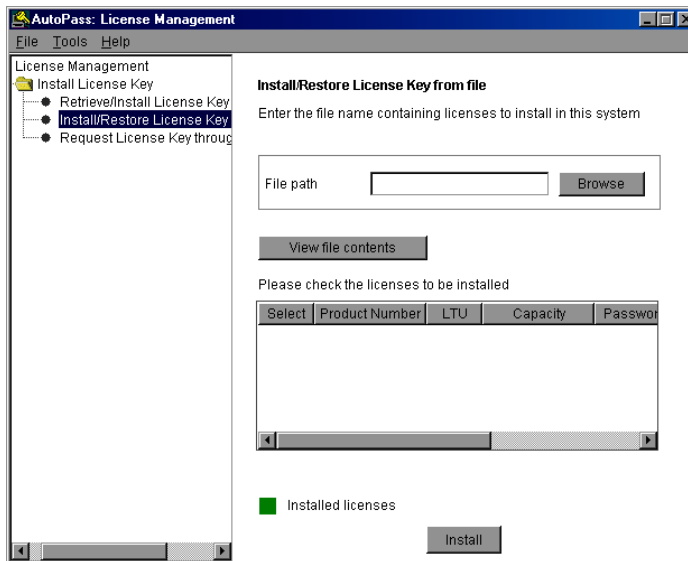 AutoPass: License Management
File Tools Help
License Management
Install License Key
Retrieve/Install License Key
Install/Restore License Key
Request License Key throug
Install/Restore License Key from file
Enter the file name containing licenses to install in this system
File path Browse
View file contents
Please check the licenses to be installed
Select Product Number LTU Capacity Passwor
Installed licenses
Install